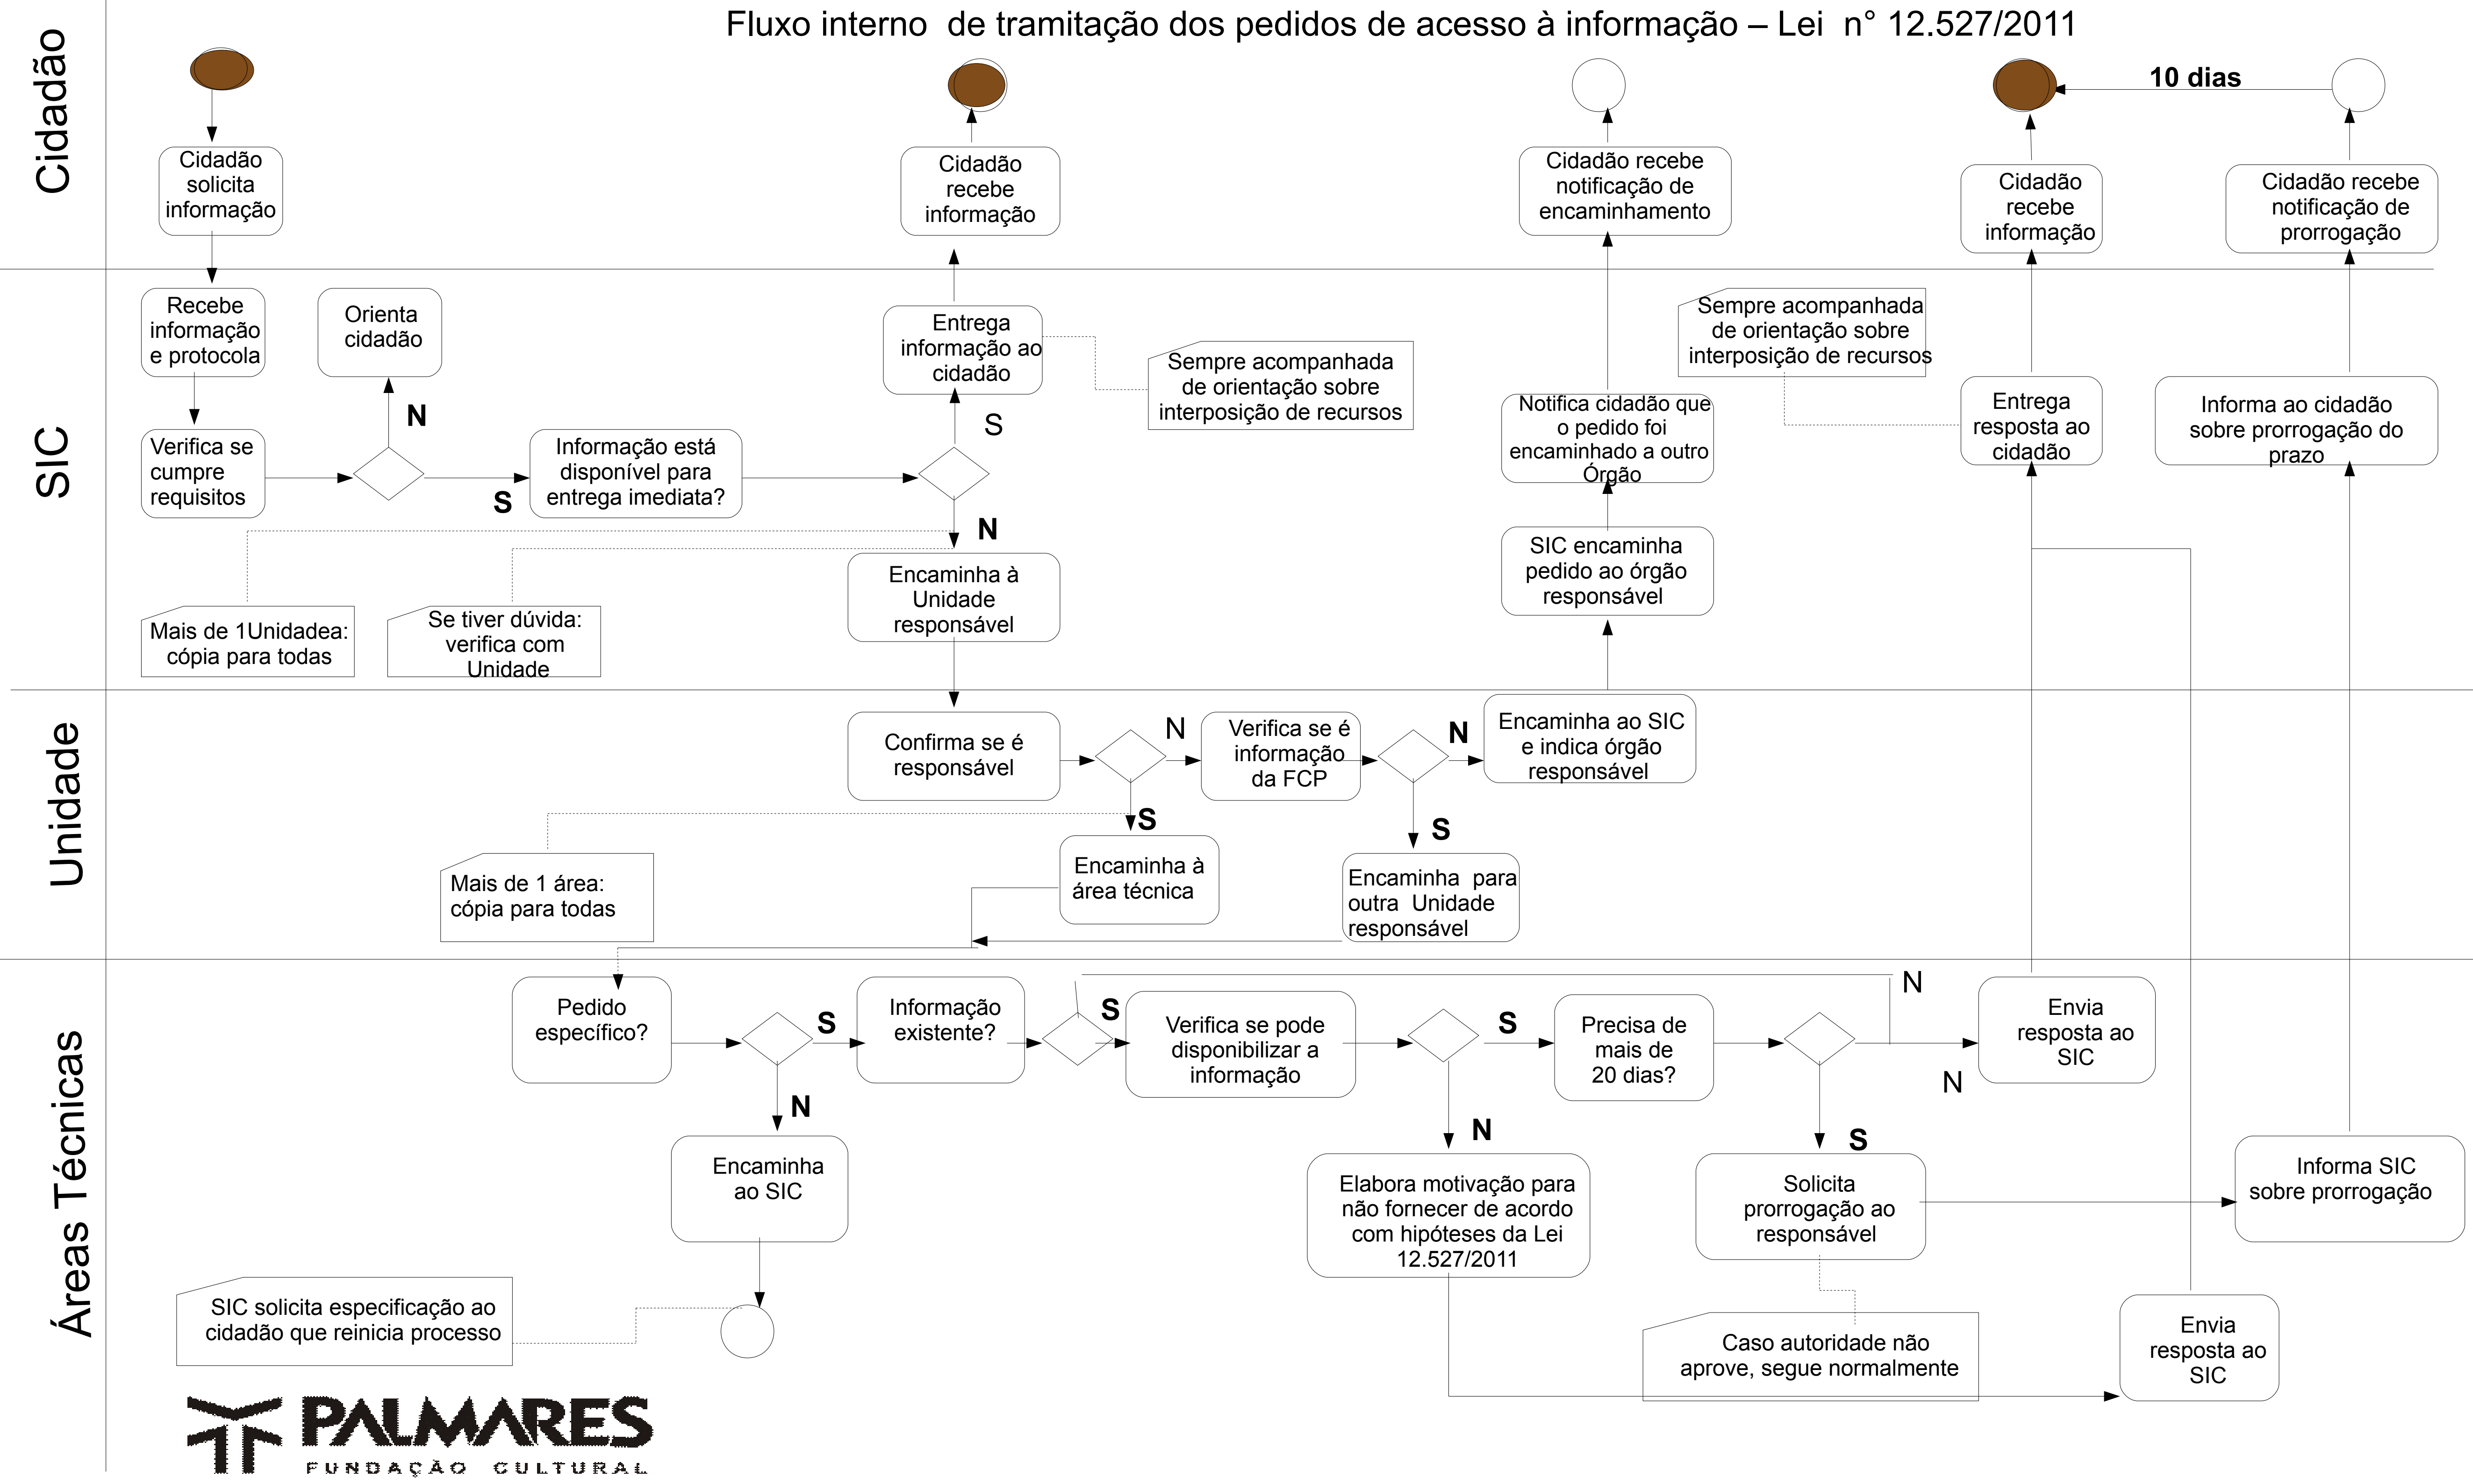 Fluxo interno  de tramitação dos pedidos de acesso à informação – Lei  n° 12.527/2011
Cidadão
10 dias
Cidadão
solicita
informação
Cidadão
recebe
informação
Cidadão recebe
notificação de
encaminhamento
Cidadão
recebe
informação
Cidadão recebe
notificação de
prorrogação
SIC
Recebe
informação
e protocola
Orienta
cidadão
N
Verifica se
cumpre
requisitos
S
Informação está
disponível para
entrega imediata?
Entrega
informação ao
cidadão
S
N
Sempre acompanhada
de orientação sobre
interposição de recursos
Sempre acompanhada
de orientação sobre
interposição de recursos
Notifica cidadão que
o pedido foi
encaminhado a outro
Órgão
Entrega
resposta ao
cidadão
Informa ao cidadão
sobre prorrogação do
prazo
SIC encaminha
pedido ao órgão
responsável
Encaminha à
Unidade
responsável
Mais de 1Unidadea:
cópia para todas
Se tiver dúvida:
verifica com
Unidade
Unidade
Confirma se é
responsável
N
Verifica se é
informação
da FCP
N
Encaminha ao SIC
e indica órgão
responsável
S
S
Mais de 1 área:
cópia para todas
Encaminha à
área técnica
Encaminha  para
outra  Unidade
responsável
Áreas Técnicas
Pedido
específico?
S
Informação
existente?
S
Verifica se pode
disponibilizar a
informação
S
Precisa de
mais de
20 dias?
N
N
Envia
resposta ao
SIC
N
N
S
Encaminha
ao SIC
Elabora motivação para
não fornecer de acordo
com hipóteses da Lei
12.527/2011
Solicita
prorrogação ao
responsável
Informa SIC
sobre prorrogação
SIC solicita especificação ao
cidadão que reinicia processo
Caso autoridade não
aprove, segue normalmente
Envia
resposta ao
SIC
PALMARES
FUNDAÇÃO CULTURAL